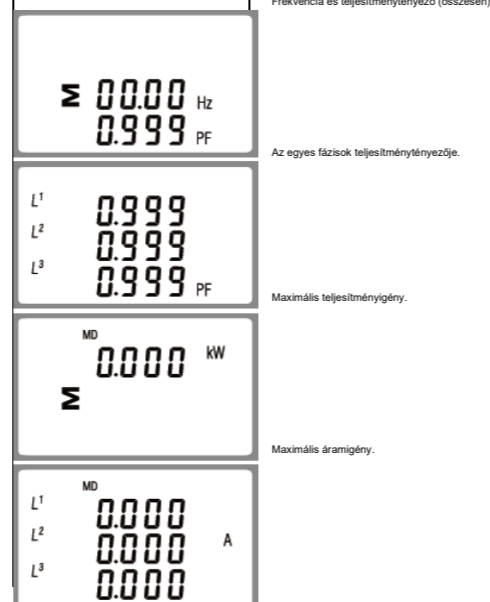 Frekvencia és teljesítménytényező (összesen)
Σ 00.00 Hz
0.999 PF
Az egyes fázisok teljesítménytényezője.
L¹ 0.999
L² 0.999
L³ 0.999 PF
Maximális teljesítményigény.
MD
0.000 kW
Σ
Maximális áramigény.
MD
L¹ 0.000
L² 0.000 A
L³ 0.000